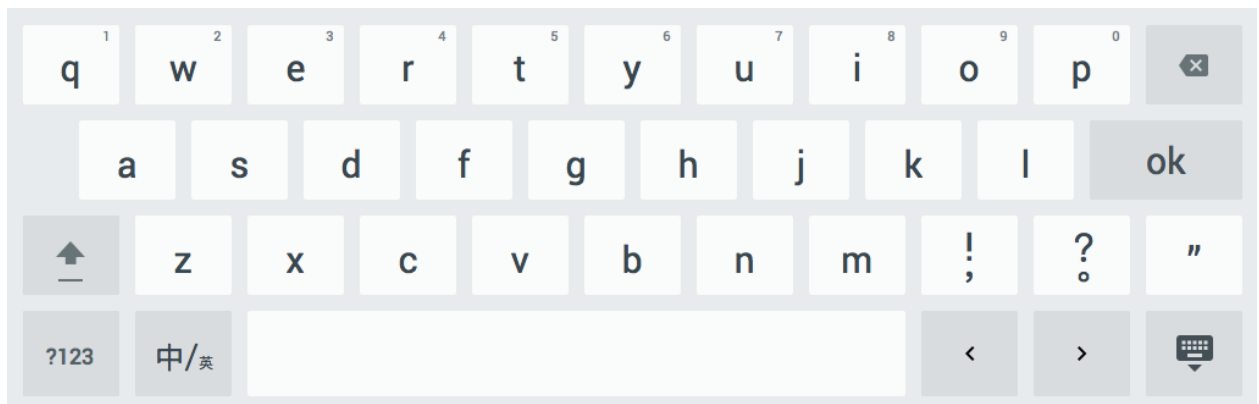 1 2 3 4 5 6 7 8 9 0
q w e r t y u i o p
a s d f g h j k l ok
! ?
z x c v b n m , 。 "
?123 中/英 < >